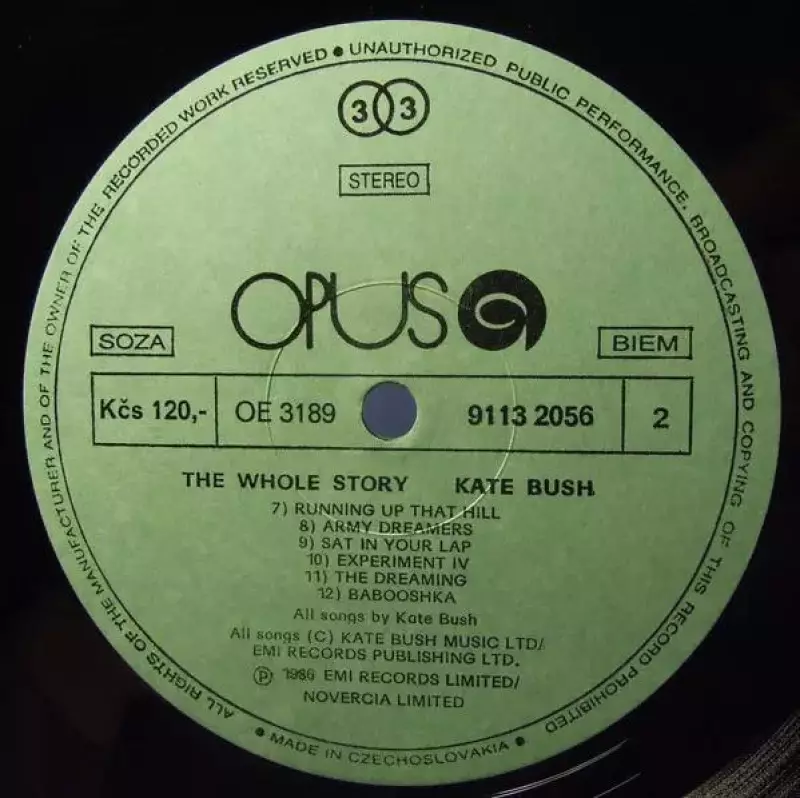 ALL RIGHTS OF THE MANUFACTURER AND OF THE OWNER OF THE RECORDED WORK RESERVED ● UNAUTHORIZED PUBLIC PERFORMANCE, BROADCASTING AND COPYING OF THIS RECORD PROHIBITED
33
STEREO
OPUS
SOZA
BIEM
Kčs 120,- OE 3189 9113 2056 2
THE WHOLE STORY KATE BUSH
7) RUNNING UP THAT HILL
8) ARMY DREAMERS
9) SAT IN YOUR LAP
10) EXPERIMENT IV
11) THE DREAMING
12) BABOOSHKA
All songs by Kate Bush
All songs (C) KATE BUSH MUSIC LTD/
EMI RECORDS PUBLISHING LTD.
Ⓟ 1986 EMI RECORDS LIMITED/
NOVERCIA LIMITED
● MADE IN CZECHOSLOVAKIA ●